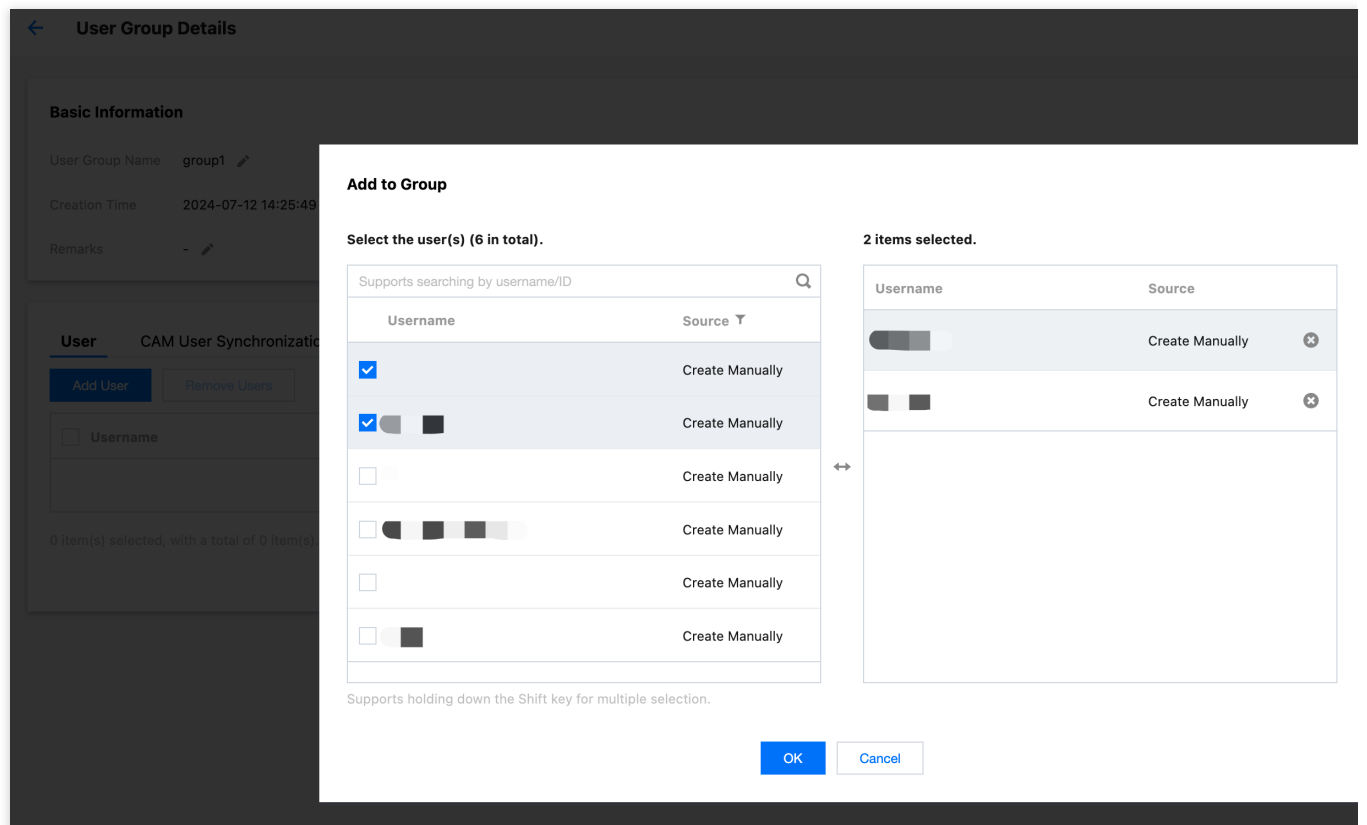 User Group Details
Basic Information
User Group Name group1
Creation Time 2024-07-12 14:25:49
Remarks -
User CAM User Synchronizatio
Add User Remove Users
Username
0 item(s) selected, with a total of 0 item(s).
Add to Group
Select the user(s) (6 in total).
Supports searching by username/ID
Username Source
Create Manually
Create Manually
Create Manually
Create Manually
Create Manually
Create Manually
Supports holding down the Shift key for multiple selection.
2 items selected.
Username Source
Create Manually
Create Manually
OK Cancel